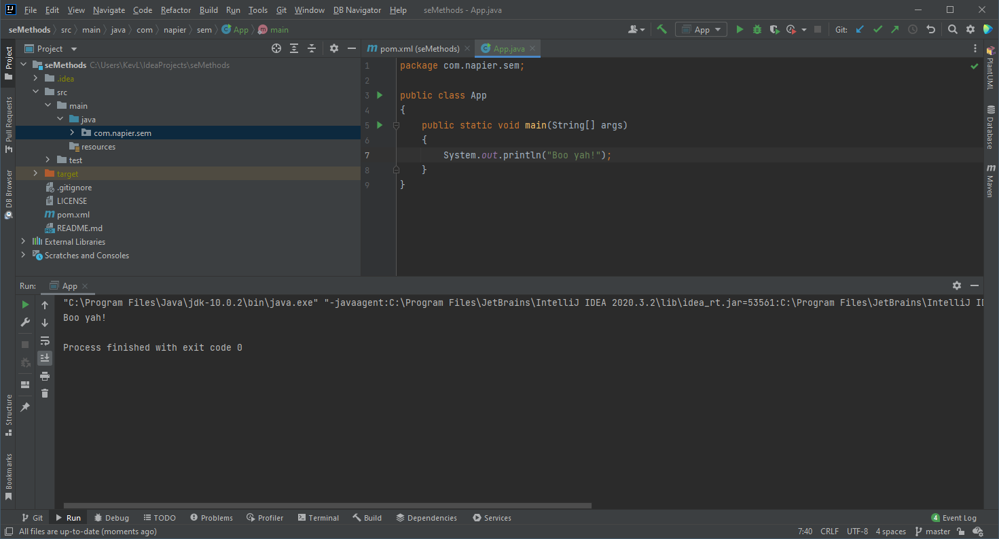 File Edit View Navigate Code Refactor Build Run Tools Git Window DB Navigator Help seMethods - App.java
seMethods src main java com napier sem App main
App
Git:
Project
pom.xml (seMethods)
App.java
seMethods C:\Users\KevL\IdeaProjects\seMethods
.idea
src
main
java
com.napier.sem
resources
test
target
.gitignore
LICENSE
pom.xml
README.md
External Libraries
Scratches and Consoles
1 package com.napier.sem;
2
3 public class App
4 {
5 public static void main(String[] args)
6 {
7 System.out.println("Boo yah!");
8 }
9 }
Project
Pull Requests
DB Browser
Structure
Bookmarks
PlantUML
Database
Maven
Run: App
"C:\Program Files\Java\jdk-10.0.2\bin\java.exe" "-javaagent:C:\Program Files\JetBrains\IntelliJ IDEA 2020.3.2\lib\idea_rt.jar=53561:C:\Program Files\JetBrains\IntelliJ ID
Boo yah!
Process finished with exit code 0
Git Run Debug TODO Problems Profiler Terminal Build Dependencies Services 4 Event Log
All files are up-to-date (moments ago) 7:40 CRLF UTF-8 4 spaces master